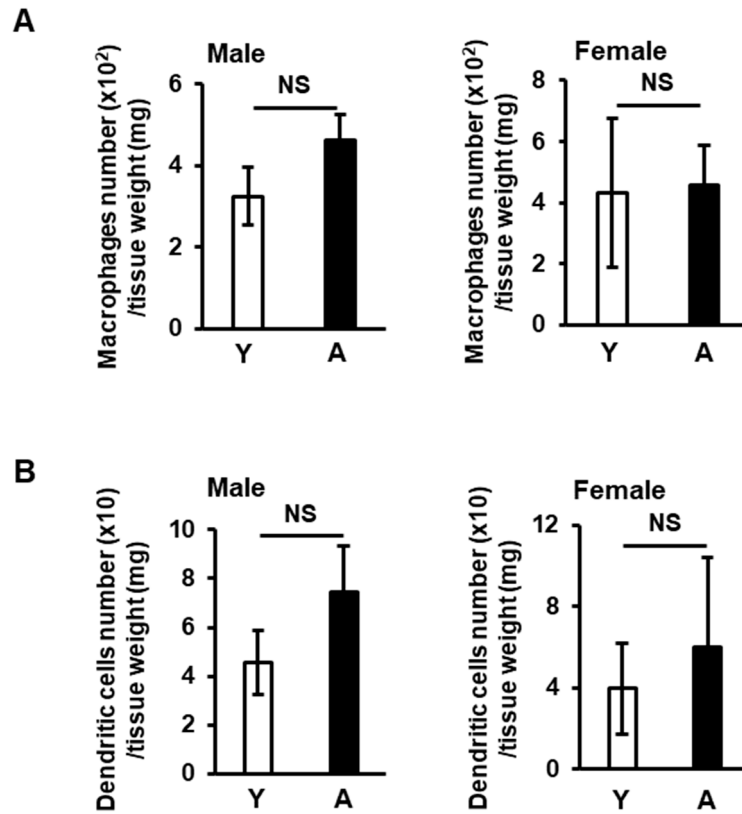 A
Male
Macrophages number (x10²)
/tissue weight (mg)
6
4
2
0
NS
Y A
Female
Macrophages number (x10²)
/tissue weight (mg)
8
6
4
2
0
NS
Y A
B
Male
Dendritic cells number (x10)
/tissue weight (mg)
10
8
6
4
2
0
NS
Y A
Female
Dendritic cells number (x10)
/tissue weight (mg)
12
8
4
0
NS
Y A